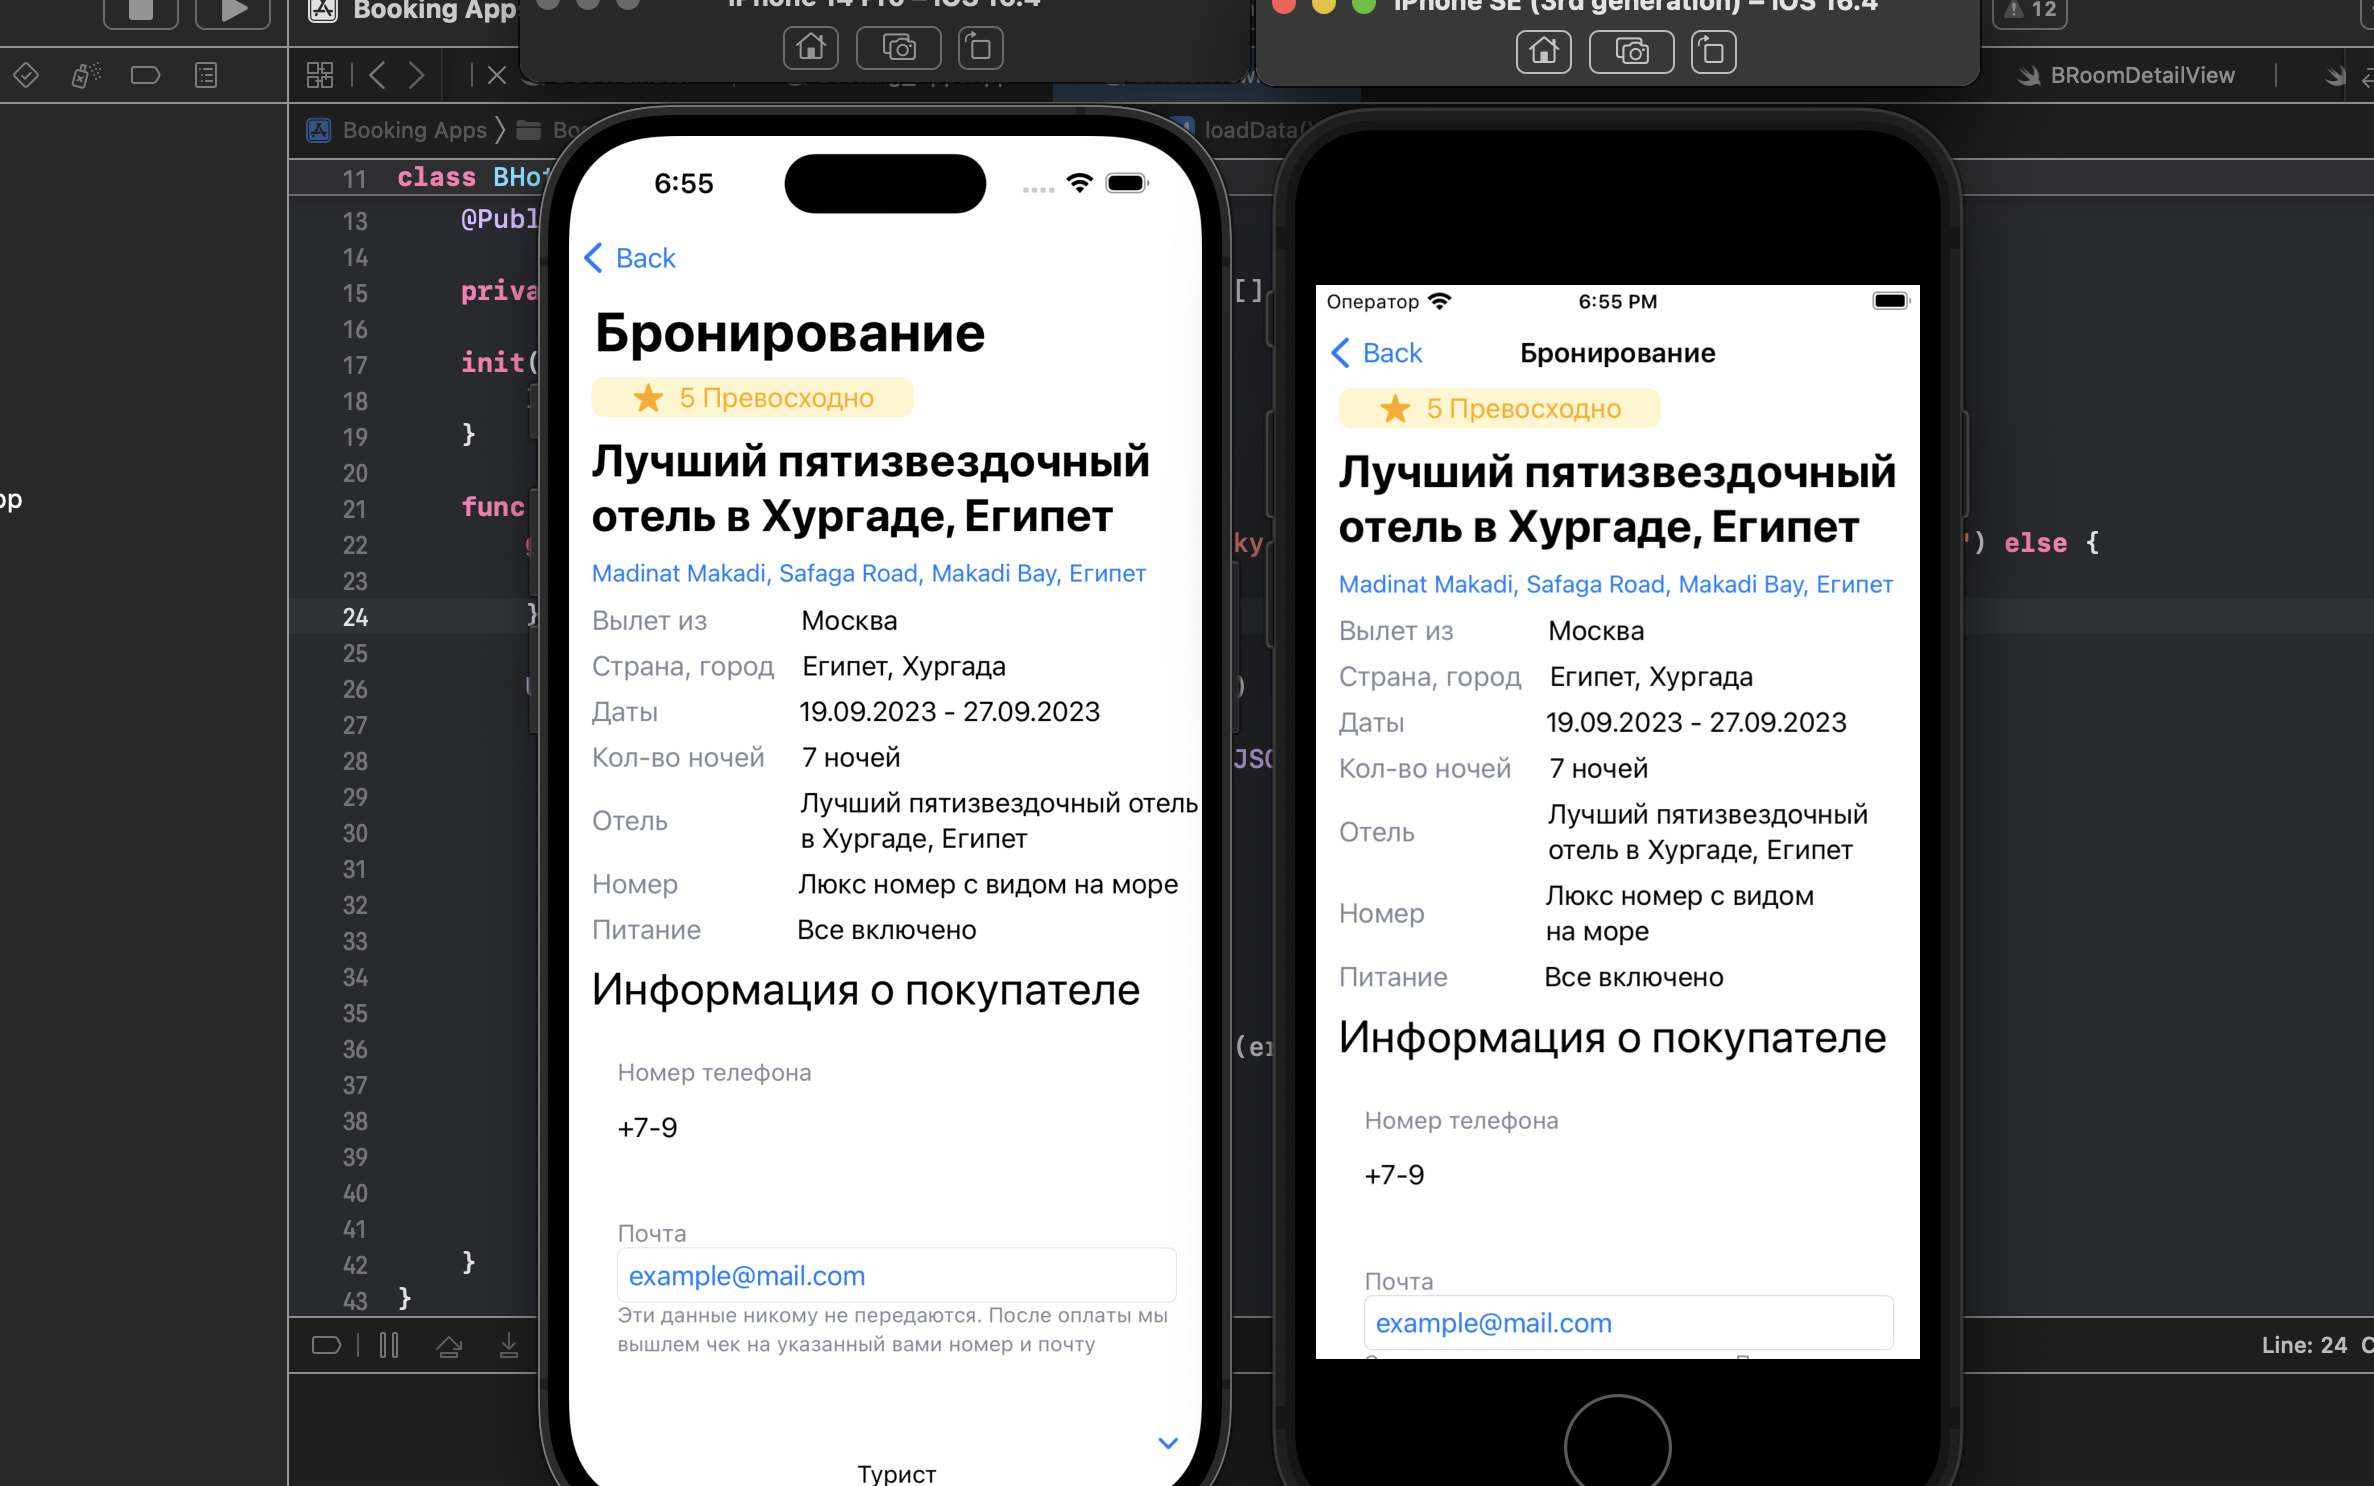 Booking App
12
BRoomDetailView
Booking Apps
loadData()
11 class BHot
13 @Publ
14
15 priva
[]
16
17 init(
18
19 }
20
21 func
22
ky
') else {
23
24 }
25
26
)
27
28
JSO
29
30
31
32
33
34
35
36
(er
37
38
39
40
41
42 }
43 }
Line: 24
6:55
Back
Бронирование
5 Превосходно
Лучший пятизвездочный
отель в Хургаде, Египет
Madinat Makadi, Safaga Road, Makadi Bay, Египет
Вылет из Москва
Страна, город Египет, Хургада
Даты 19.09.2023 - 27.09.2023
Кол-во ночей 7 ночей
Отель Лучший пятизвездочный отель
в Хургаде, Египет
Номер Люкс номер с видом на море
Питание Все включено
Информация о покупателе
Номер телефона
+7-9
Почта
example@mail.com
Эти данные никому не передаются. После оплаты мы
вышлем чек на указанный вами номер и почту
Турист
iPhone SE (3rd generation) – iOS 16.4
Оператор 6:55 PM
Back Бронирование
5 Превосходно
Лучший пятизвездочный
отель в Хургаде, Египет
Madinat Makadi, Safaga Road, Makadi Bay, Египет
Вылет из Москва
Страна, город Египет, Хургада
Даты 19.09.2023 - 27.09.2023
Кол-во ночей 7 ночей
Отель Лучший пятизвездочный
отель в Хургаде, Египет
Номер Люкс номер с видом
на море
Питание Все включено
Информация о покупателе
Номер телефона
+7-9
Почта
example@mail.com